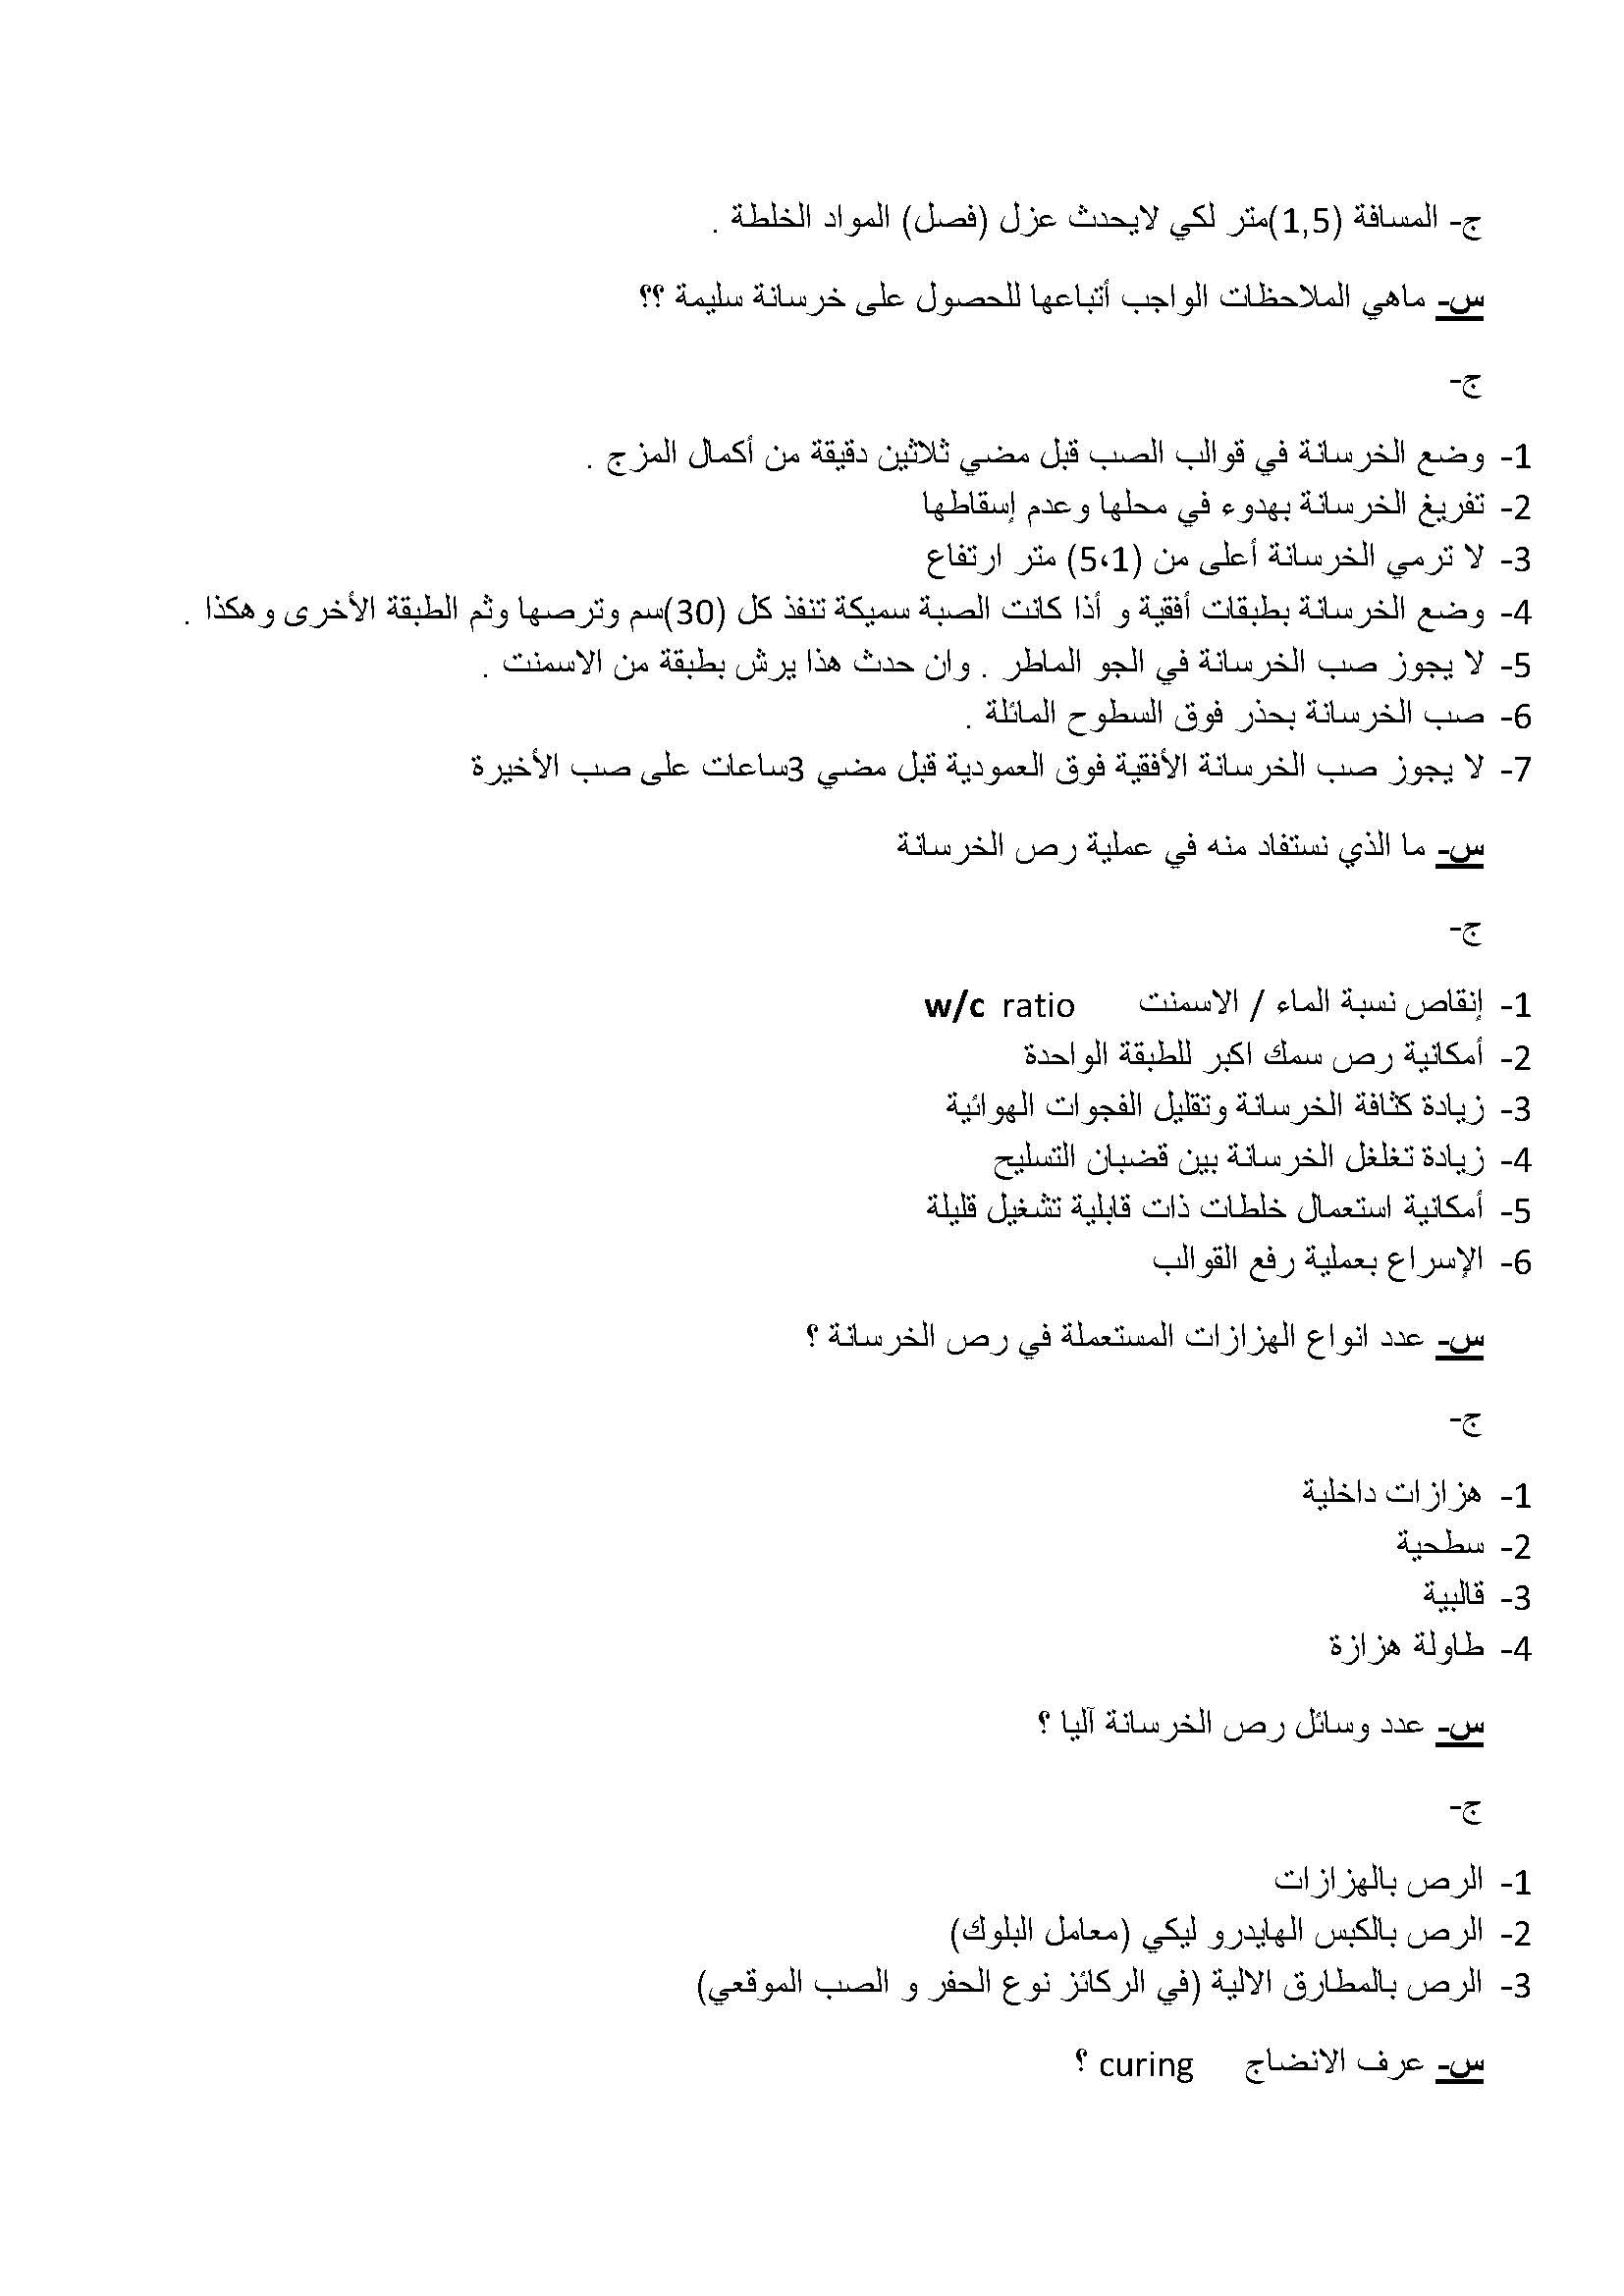 ج- المسافة (1,5)متر لكي لايحدث عزل (فصل) المواد الخلطة .
س- ماهي الملاحظات الواجب أتباعها للحصول على خرسانة سليمة ؟؟
ج-
1- وضع الخرسانة في قوالب الصب قبل مضي ثلاثين دقيقة من أكمال المزج .
2- تفريغ الخرسانة بهدوء في محلها وعدم إسقاطها
3- لا ترمي الخرسانة أعلى من (5،1) متر ارتفاع
4- وضع الخرسانة بطبقات أفقية و أذا كانت الصبة سميكة تنفذ كل (30)سم وترصها وثم الطبقة الأخرى وهكذا .
5- لا يجوز صب الخرسانة في الجو الماطر . وان حدث هذا يرش بطبقة من الاسمنت .
6- صب الخرسانة بحذر فوق السطوح المائلة .
7- لا يجوز صب الخرسانة الأفقية فوق العمودية قبل مضي 3ساعات على صب الأخيرة
س- ما الذي نستفاد منه في عملية رص الخرسانة
ج-
1- إنقاص نسبة الماء / الاسمنت w/c ratio
2- أمكانية رص سمك اكبر للطبقة الواحدة
3- زيادة كثافة الخرسانة وتقليل الفجوات الهوائية
4- زيادة تغلغل الخرسانة بين قضبان التسليح
5- أمكانية استعمال خلطات ذات قابلية تشغيل قليلة
6- الإسراع بعملية رفع القوالب
س- عدد انواع الهزازات المستعملة في رص الخرسانة ؟
ج-
1- هزازات داخلية
2- سطحية
3- قالبية
4- طاولة هزازة
س- عدد وسائل رص الخرسانة آليا ؟
ج-
1- الرص بالهزازات
2- الرص بالكبس الهايدرو ليكي (معامل البلوك)
3- الرص بالمطارق الالية (في الركائز نوع الحفر و الصب الموقعي)
س- عرف الانضاج curing ؟